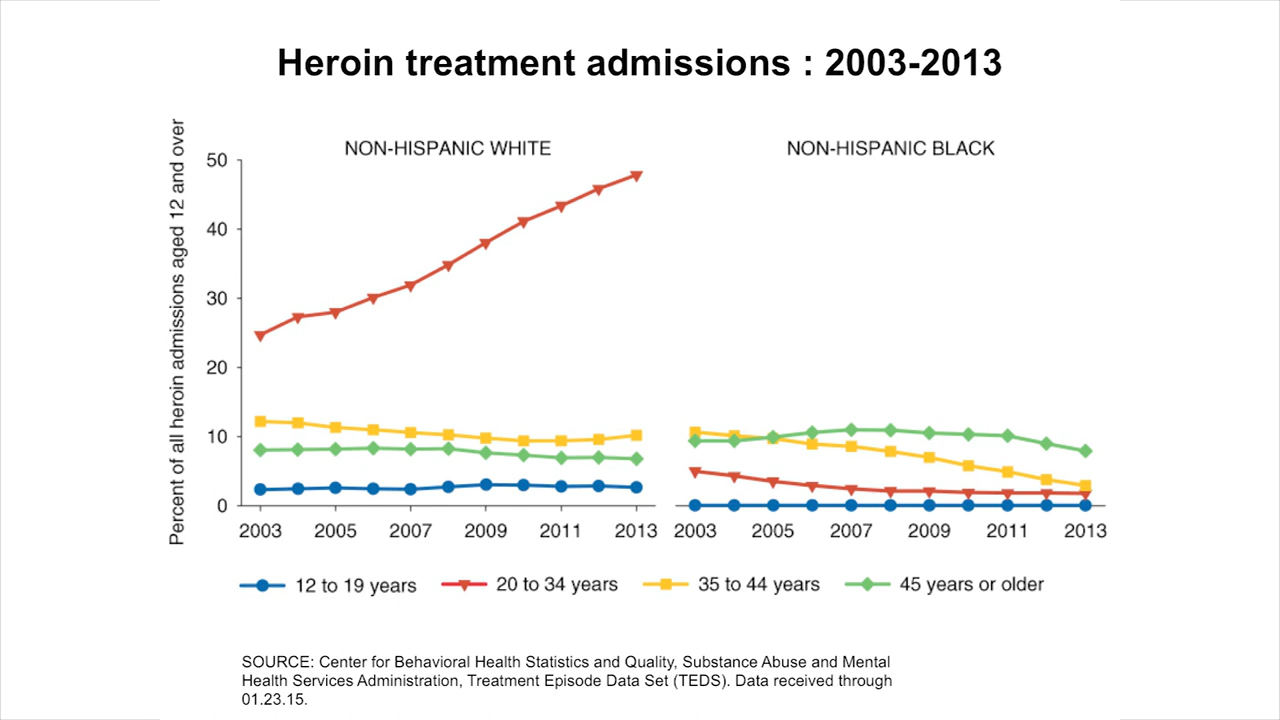 Heroin treatment admissions : 2003-2013
Percent of all heroin admissions aged 12 and over
NON-HISPANIC WHITE
50
40
30
20
10
0
2003 2005 2007 2009 2011 2013
NON-HISPANIC BLACK
2003 2005 2007 2009 2011 2013
12 to 19 years 20 to 34 years 35 to 44 years 45 years or older
SOURCE: Center for Behavioral Health Statistics and Quality, Substance Abuse and Mental
Health Services Administration, Treatment Episode Data Set (TEDS). Data received through
01.23.15.